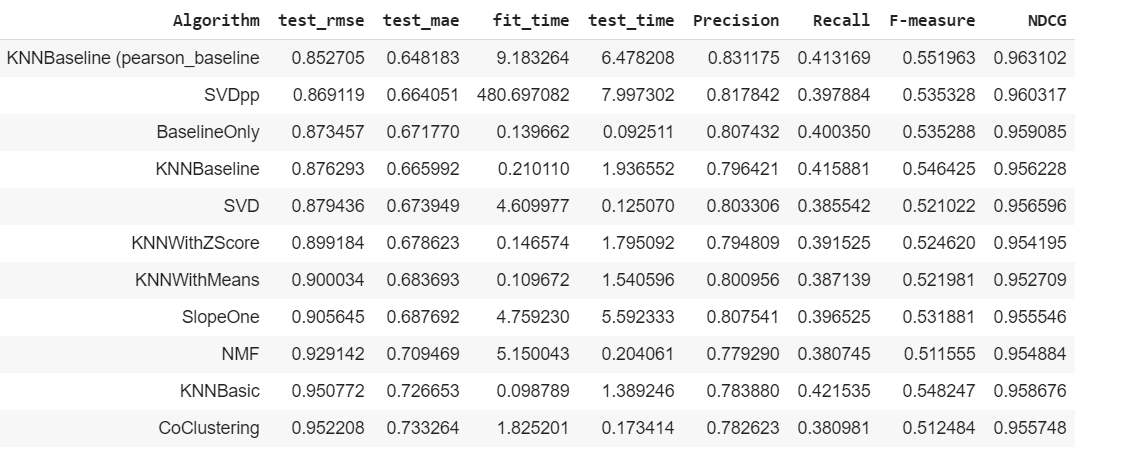 Algorithm test_rmse test_mae fit_time test_time Precision Recall F-measure NDCG
KNNBaseline (pearson_baseline 0.852705 0.648183 9.183264 6.478208 0.831175 0.413169 0.551963 0.963102
SVDpp 0.869119 0.664051 480.697082 7.997302 0.817842 0.397884 0.535328 0.960317
BaselineOnly 0.873457 0.671770 0.139662 0.092511 0.807432 0.400350 0.535288 0.959085
KNNBaseline 0.876293 0.665992 0.210110 1.936552 0.796421 0.415881 0.546425 0.956228
SVD 0.879436 0.673949 4.609977 0.125070 0.803306 0.385542 0.521022 0.956596
KNNWithZScore 0.899184 0.678623 0.146574 1.795092 0.794809 0.391525 0.524620 0.954195
KNNWithMeans 0.900034 0.683693 0.109672 1.540596 0.800956 0.387139 0.521981 0.952709
SlopeOne 0.905645 0.687692 4.759230 5.592333 0.807541 0.396525 0.531881 0.955546
NMF 0.929142 0.709469 5.150043 0.204061 0.779290 0.380745 0.511555 0.954884
KNNBasic 0.950772 0.726653 0.098789 1.389246 0.783880 0.421535 0.548247 0.958676
CoClustering 0.952208 0.733264 1.825201 0.173414 0.782623 0.380981 0.512484 0.955748